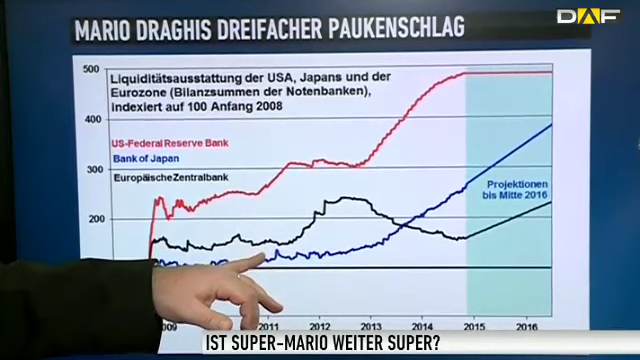 DAF
MARIO DRAGHIS DREIFACHER PAUKENSCHLAG
500
Liquiditätsausstattung der USA, Japans und der
Eurozone (Bilanzsummen der Notenbanken),
indexiert auf 100 Anfang 2008
400
US-Federal Reserve Bank
Bank of Japan
300
Europäische Zentralbank
Projektionen
bis Mitte 2016
200
2011 2012 2013 2014 2015 2016
IST SUPER-MARIO WEITER SUPER?